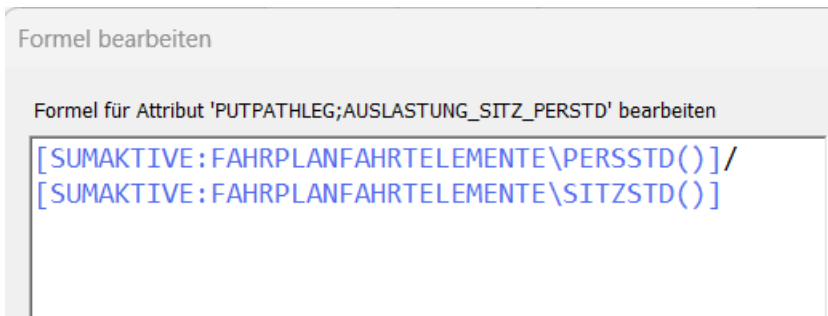 Formel bearbeiten
Formel für Attribut 'PUTPATHLEG;AUSLASTUNG_SITZ_PERSTD' bearbeiten
[SUMAKTIVE:FAHRPLANFAHRTELEMENTE\PERSSTD()]/
[SUMAKTIVE:FAHRPLANFAHRTELEMENTE\SITZSTD()]